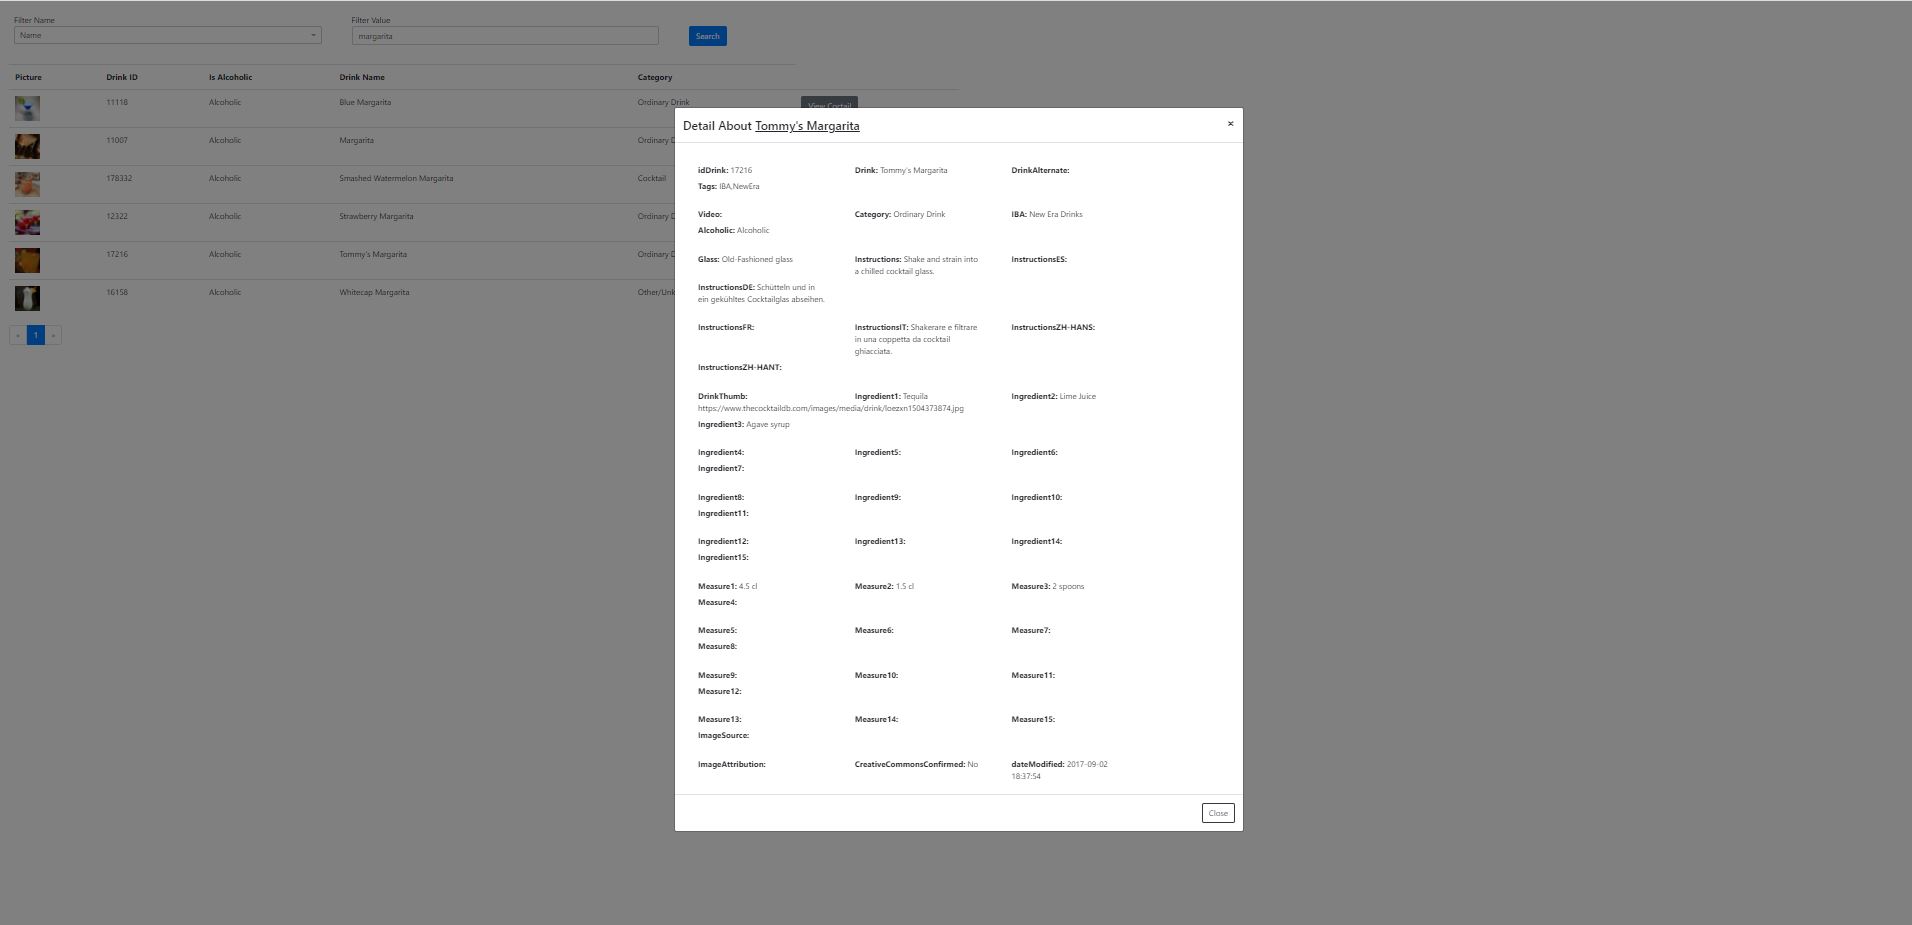 Filter Name
Filter Value
Name
margarita
Search
Picture Drink ID Is Alcoholic Drink Name Category
11118 Alcoholic Blue Margarita Ordinary Drink View Coctail
11007 Alcoholic Margarita Ordinary D
178332 Alcoholic Smashed Watermelon Margarita Cocktail
12322 Alcoholic Strawberry Margarita Ordinary D
17216 Alcoholic Tommy's Margarita Ordinary D
16158 Alcoholic Whitecap Margarita Other/Unk
« 1 »
Detail About Tommy's Margarita ×
idDrink: 17216 Drink: Tommy's Margarita DrinkAlternate:
Tags: IBA,NewEra
Video: Category: Ordinary Drink IBA: New Era Drinks
Alcoholic: Alcoholic
Glass: Old-Fashioned glass Instructions: Shake and strain into InstructionsES:
a chilled cocktail glass.
InstructionsDE: Schütteln und in
ein gekühltes Cocktailglas abseihen.
InstructionsFR: InstructionsIT: Shakerare e filtrare InstructionsZH-HANS:
in una coppetta da cocktail
ghiacciata.
InstructionsZH-HANT:
DrinkThumb: Ingredient1: Tequila Ingredient2: Lime Juice
https://www.thecocktaildb.com/images/media/drink/loezxn1504373874.jpg
Ingredient3: Agave syrup
Ingredient4: Ingredient5: Ingredient6:
Ingredient7:
Ingredient8: Ingredient9: Ingredient10:
Ingredient11:
Ingredient12: Ingredient13: Ingredient14:
Ingredient15:
Measure1: 4.5 cl Measure2: 1.5 cl Measure3: 2 spoons
Measure4:
Measure5: Measure6: Measure7:
Measure8:
Measure9: Measure10: Measure11:
Measure12:
Measure13: Measure14: Measure15:
ImageSource:
ImageAttribution: CreativeCommonsConfirmed: No dateModified: 2017-09-02
18:37:54
Close